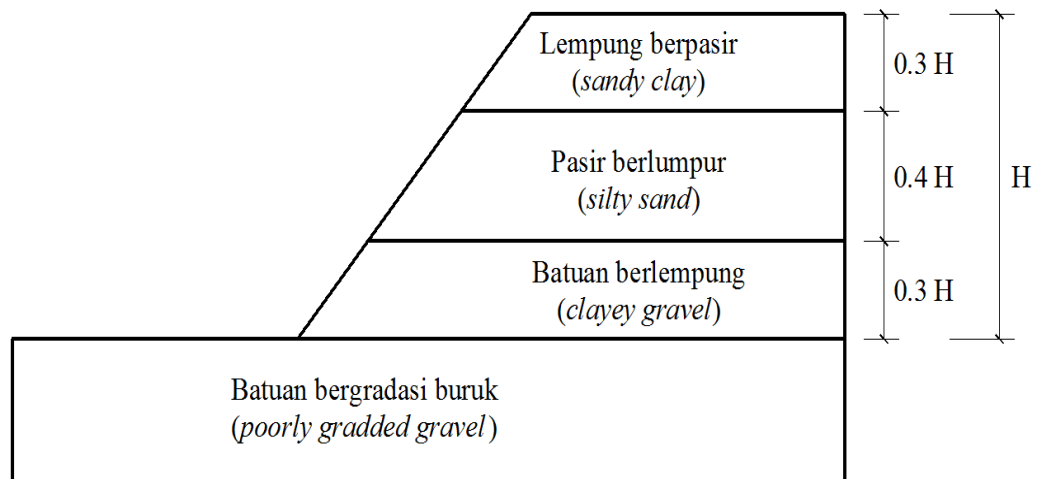 Lempung berpasir
(sandy clay)
0.3 H
Pasir berlumpur
(silty sand)
0.4 H
H
Batuan berlempung
(clayey gravel)
0.3 H
Batuan bergradasi buruk
(poorly gradded gravel)